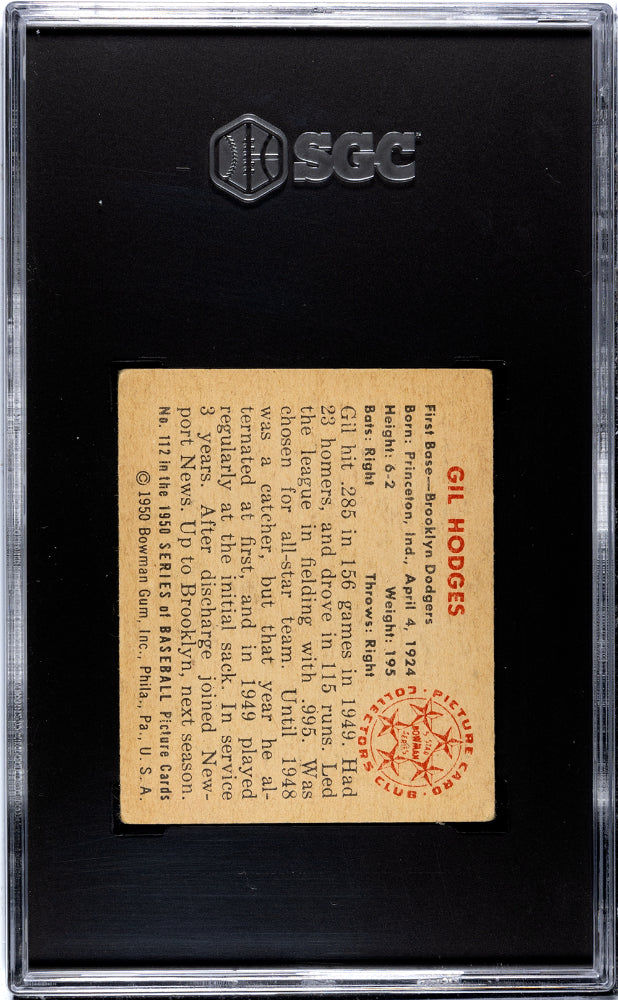 SGC
GIL HODGES
First Base—Brooklyn Dodgers
Born: Princeton, Ind., April 4, 1924
Height: 6-2 Weight: 195
Bats: Right Throws: Right
Gil hit .285 in 156 games in 1949. Had
23 homers, and drove in 115 runs. Led
the league in fielding with .995. Was
chosen for all-star team. Until 1948
was a catcher, but that year he al-
ternated at first, and in 1949 played
regularly at the initial sack. In service
3 years. After discharge joined New-
port News. Up to Brooklyn, next season.
No. 112 in the 1950 SERIES of BASEBALL Picture Cards
© 1950 Bowman Gum, Inc., Phila., Pa., U. S. A.
PICTURE CARD
COLLECTORS CLUB
5-STAR
BOWMAN
SERIES